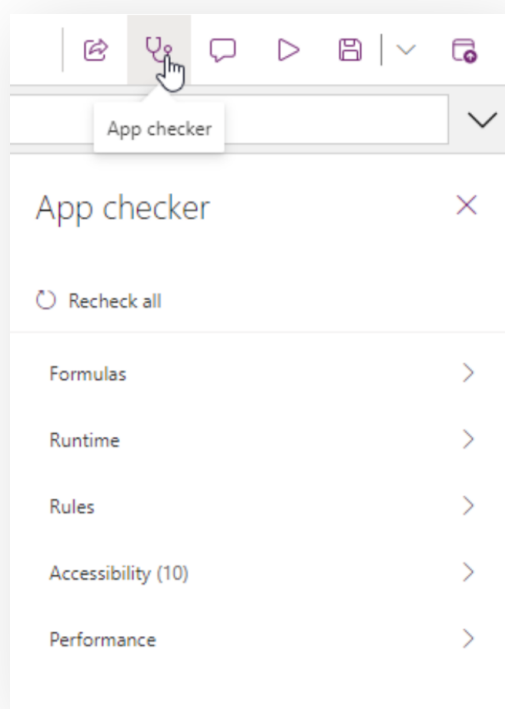 App checker
App checker
Recheck all
Formulas
Runtime
Rules
Accessibility (10)
Performance